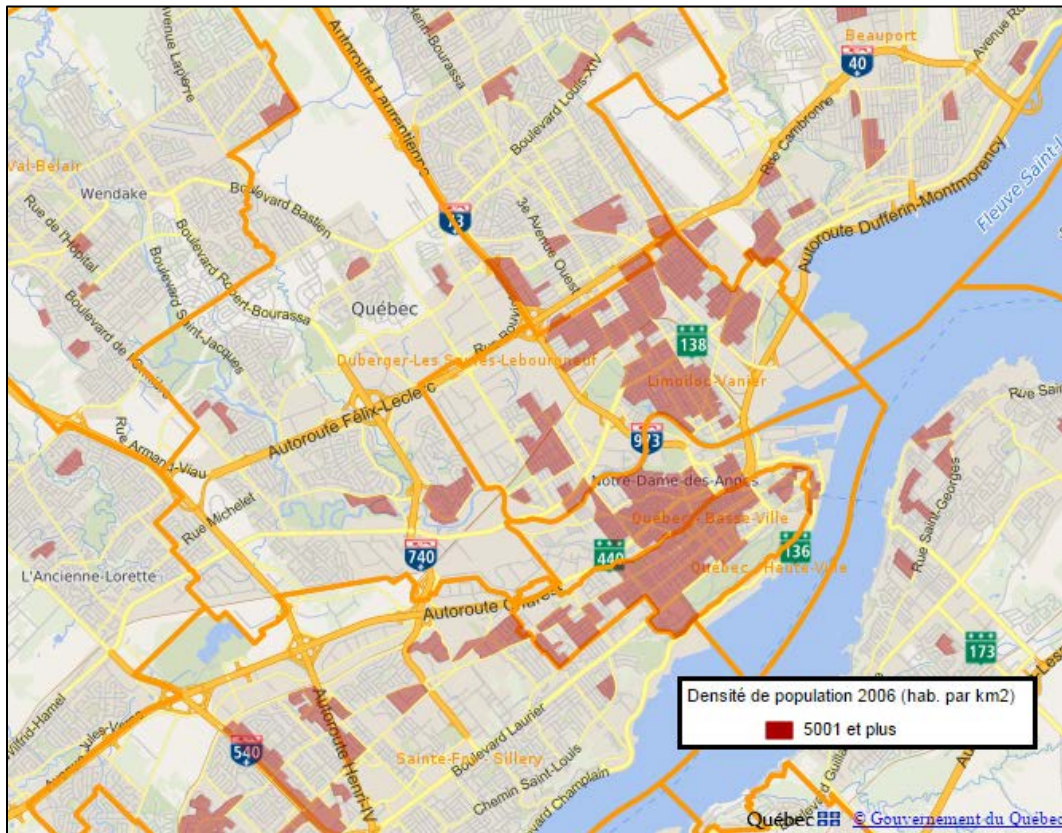 Beauport
40
Avenue Ro
Avenue Lapierre
Henri-Bourassa
Autoroute Laurentienne
Boulevard Louis-XIV
Rue Cambronne
Val-Bélair
Wendake
Boulevard Bastien
73
3e Avenue Ouest
Autoroute Dufferin-Montmorency
Fleuve Saint-L
Rue de l'Hôpital
Boulevard Robert-Bourassa
Boulevard Saint-Jacques
Québec
138
Duberger-Les Saules-Lebourgneuf
Limoilou-Vanier
Rue Sain
Autoroute Félix-Leclerc
Rue Armand-Viau
973
Notre-Dame-des-Anges
Rue Saint-Georges
Rue Michelet
Québec - Basse-Ville
L'Ancienne-Lorette
740
440
136
Québec - Haute-Ville
Autoroute Charest
173
Densité de population 2006 (hab. par km2)
5001 et plus
Wilfrid-Hamel
Autoroute Henri-IV
540
Boulevard Laurier
Sainte-Foy - Sillery
Chemin Saint-Louis
Boulevard Champlain
Québec © Gouvernement du Québec